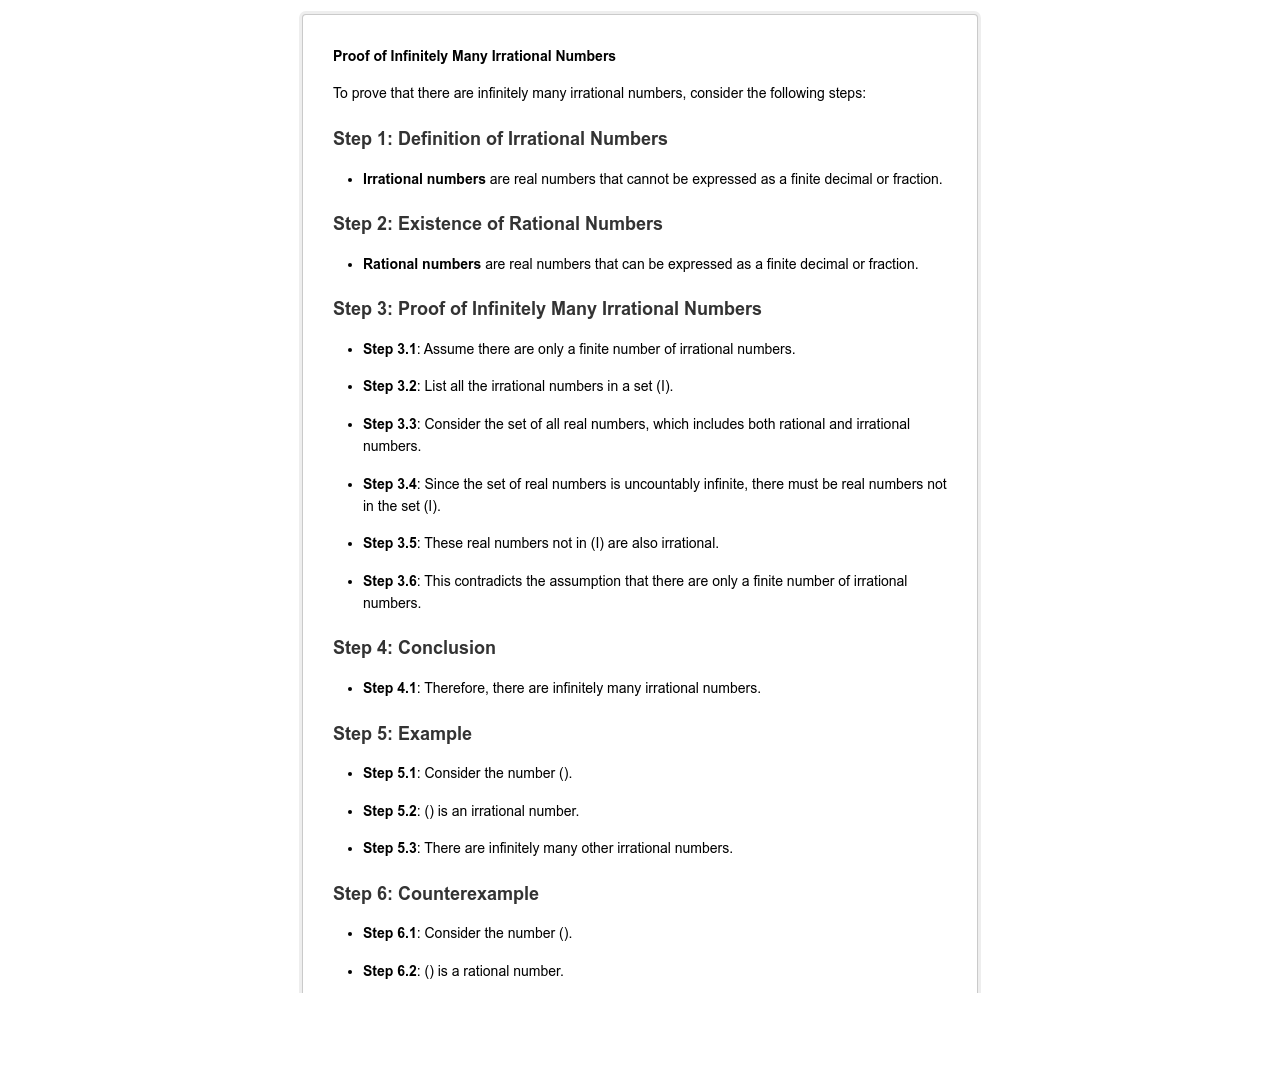 Proof of Infinitely Many Irrational Numbers
To prove that there are infinitely many irrational numbers, consider the following steps:
Step 1: Definition of Irrational Numbers
• Irrational numbers are real numbers that cannot be expressed as a finite decimal or fraction.
Step 2: Existence of Rational Numbers
• Rational numbers are real numbers that can be expressed as a finite decimal or fraction.
Step 3: Proof of Infinitely Many Irrational Numbers
• Step 3.1: Assume there are only a finite number of irrational numbers.
• Step 3.2: List all the irrational numbers in a set (I).
• Step 3.3: Consider the set of all real numbers, which includes both rational and irrational
numbers.
• Step 3.4: Since the set of real numbers is uncountably infinite, there must be real numbers not
in the set (I).
• Step 3.5: These real numbers not in (I) are also irrational.
• Step 3.6: This contradicts the assumption that there are only a finite number of irrational
numbers.
Step 4: Conclusion
• Step 4.1: Therefore, there are infinitely many irrational numbers.
Step 5: Example
• Step 5.1: Consider the number ().
• Step 5.2: () is an irrational number.
• Step 5.3: There are infinitely many other irrational numbers.
Step 6: Counterexample
• Step 6.1: Consider the number ().
• Step 6.2: () is a rational number.